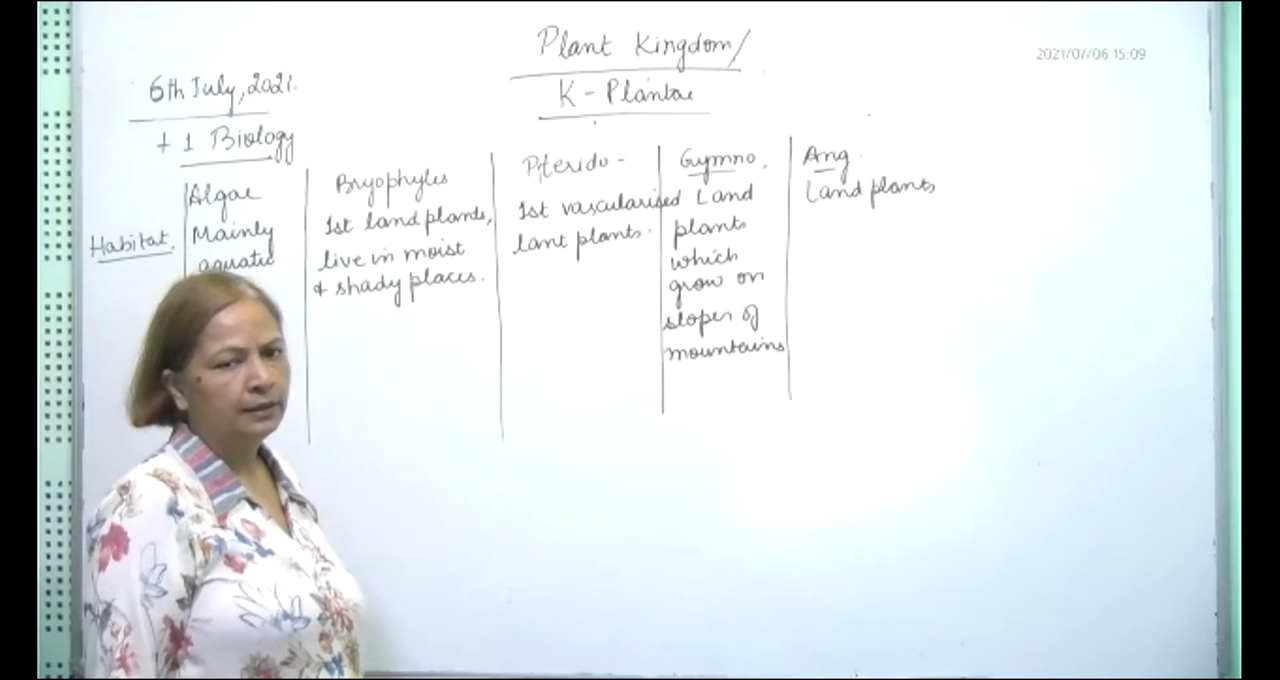 Plant Kingdom/
K - Plantae
2021/07/06 15:09
6th July, 2021.
+ 1 Biology
Habitat.
Algae
Mainly
aquatic
Bryophytes
1st land plants,
live in moist
& shady places.
Pterido -
1st vascularised
lant plants.
Gymno.
Land
plants
which
grow on
slopes of
mountains
Ang.
Land plants